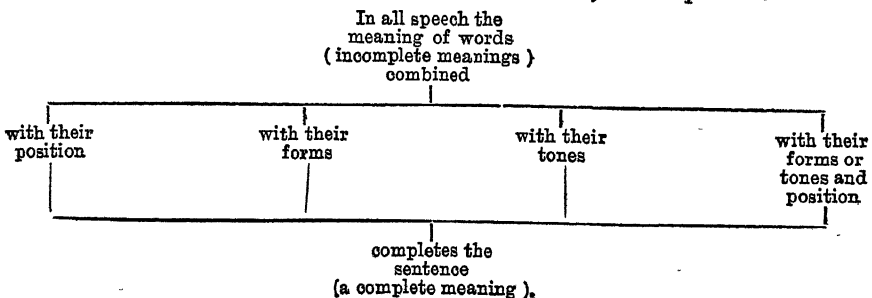 In all speech the
meaning of words
( incomplete meanings )
combined
with their
position
with their
forms
with their
tones
with their
forms or
tones and
position
completes the
sentence
(a complete meaning ).